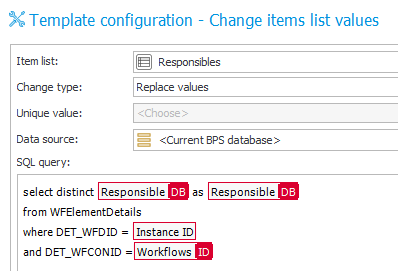 Template configuration - Change items list values
Item list: Responsibles
Change type: Replace values
Unique value: <Choose>
Data source: <Current BPS database>
SQL query:
select distinct Responsible DB as Responsible DB
from WFElementDetails
where DET_WFDID = Instance ID
and DET_WFCONID = Workflows ID